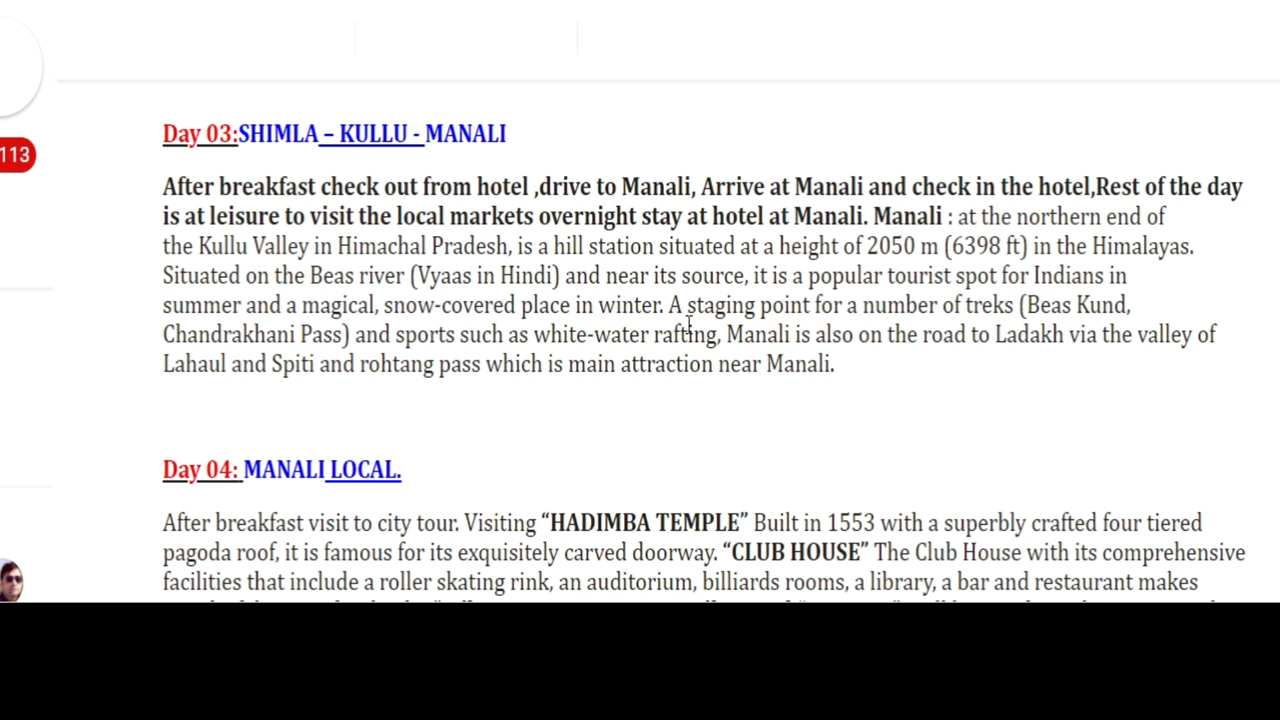 113
Day 03:SHIMLA – KULLU - MANALI
After breakfast check out from hotel ,drive to Manali, Arrive at Manali and check in the hotel,Rest of the day
is at leisure to visit the local markets overnight stay at hotel at Manali. Manali : at the northern end of
the Kullu Valley in Himachal Pradesh, is a hill station situated at a height of 2050 m (6398 ft) in the Himalayas.
Situated on the Beas river (Vyaas in Hindi) and near its source, it is a popular tourist spot for Indians in
summer and a magical, snow-covered place in winter. A staging point for a number of treks (Beas Kund,
Chandrakhani Pass) and sports such as white-water rafting, Manali is also on the road to Ladakh via the valley of
Lahaul and Spiti and rohtang pass which is main attraction near Manali.
Day 04: MANALI LOCAL.
After breakfast visit to city tour. Visiting “HADIMBA TEMPLE” Built in 1553 with a superbly crafted four tiered
pagoda roof, it is famous for its exquisitely carved doorway. “CLUB HOUSE” The Club House with its comprehensive
facilities that include a roller skating rink, an auditorium, billiards rooms, a library, a bar and restaurant makes